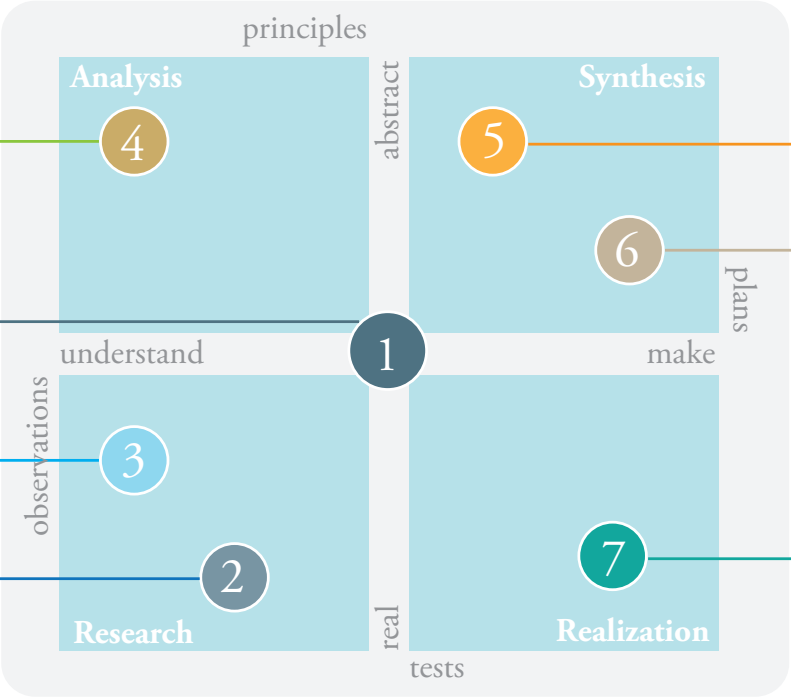 principles
Analysis
abstract
Synthesis
4
5
6
plans
1
understand
make
observations
3
2
7
Research
real
Realization
tests